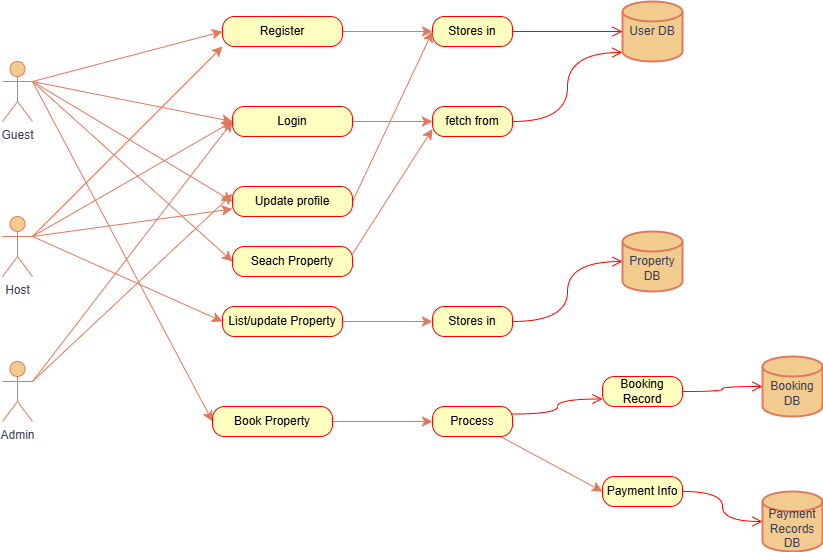 Register
Stores in
User DB
Guest
Login
fetch from
Update profile
Seach Property
Property
DB
Host
List/update Property
Stores in
Booking
Record
Booking
DB
Admin
Book Property
Process
Payment Info
Payment
Records
DB